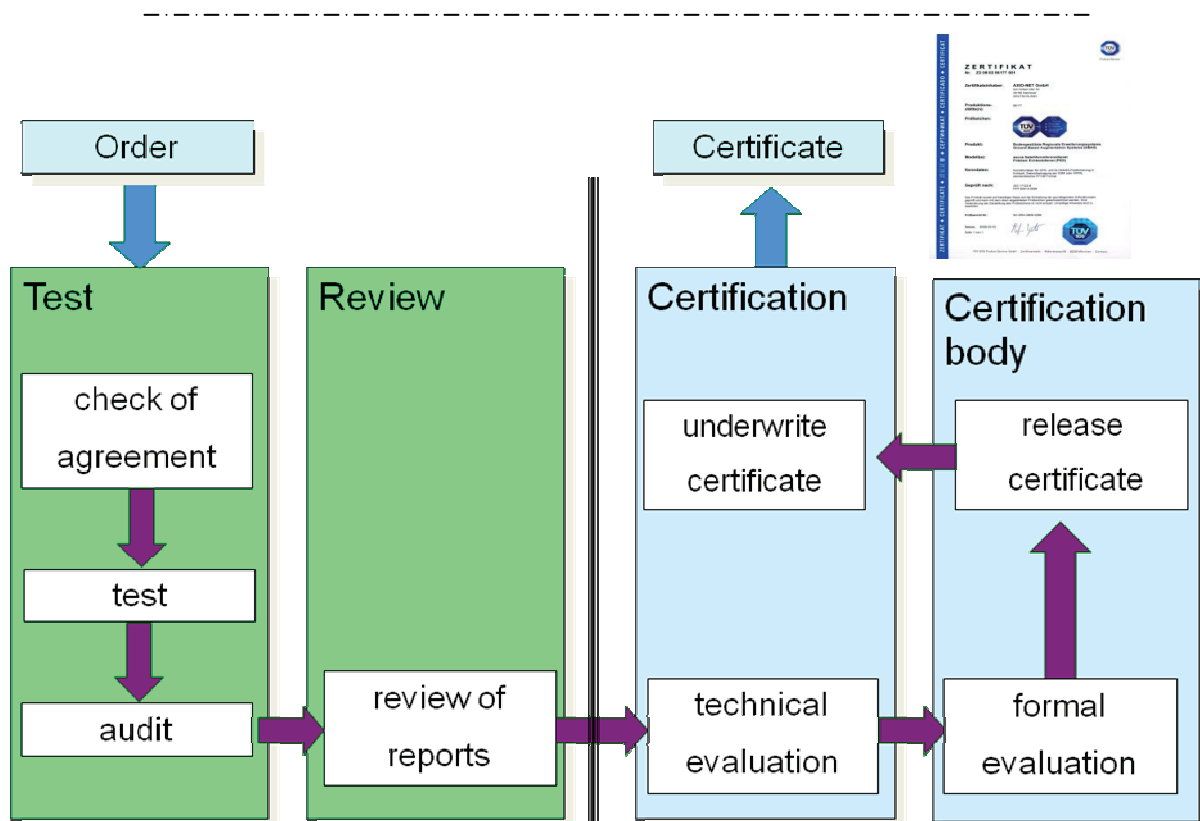 Order
Certificate
ZERTIFIKAT
TÜV
Test
check of
agreement
test
audit
Review
review of
reports
Certification
underwrite
certificate
technical
evaluation
Certification
body
release
certificate
formal
evaluation